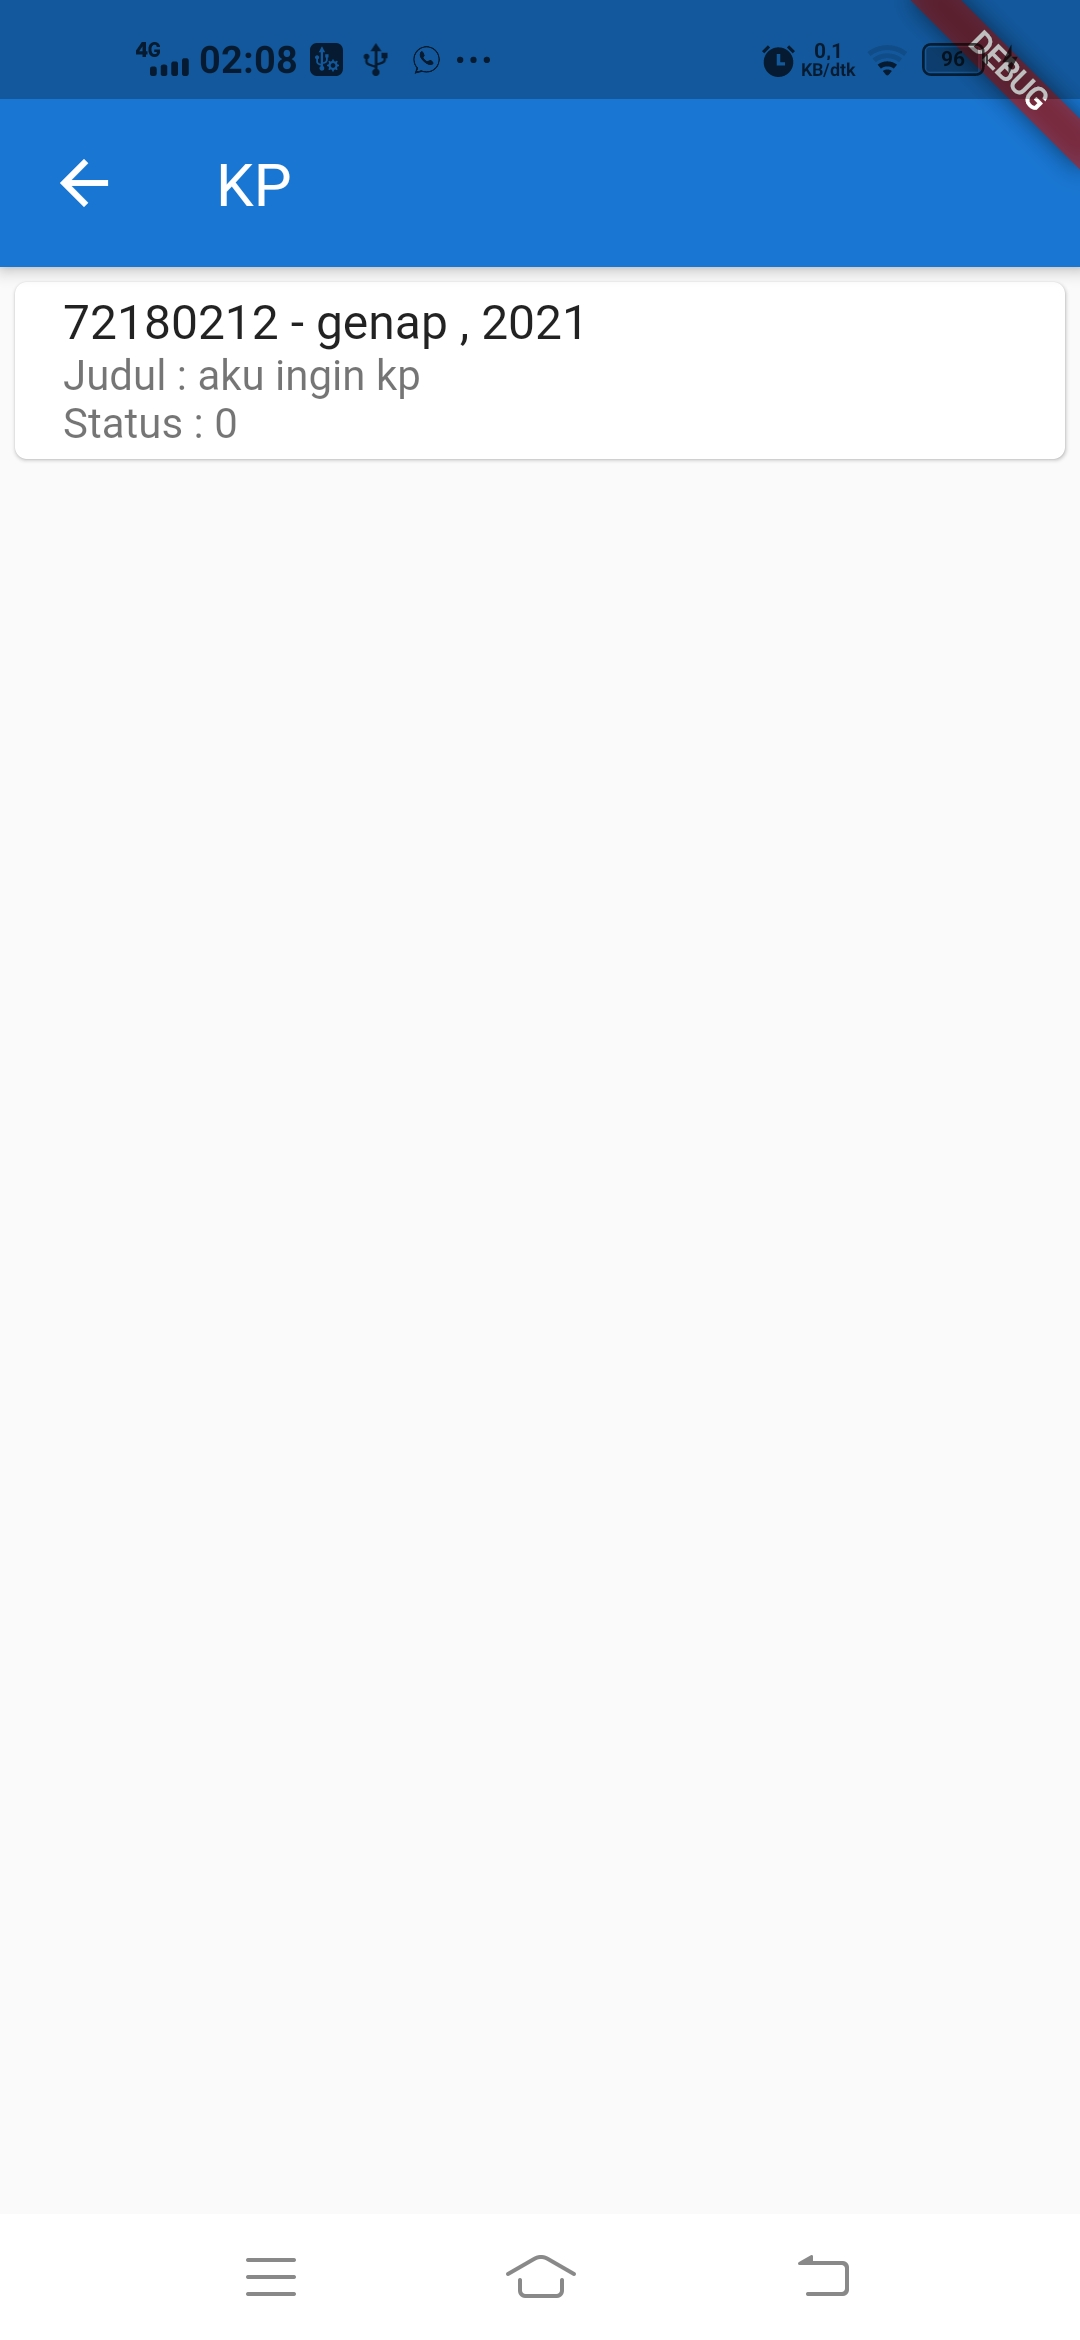 4G 02:08 0,1 KB/dtk 96 DEBUG
KP
72180212 - genap , 2021
Judul : aku ingin kp
Status : 0